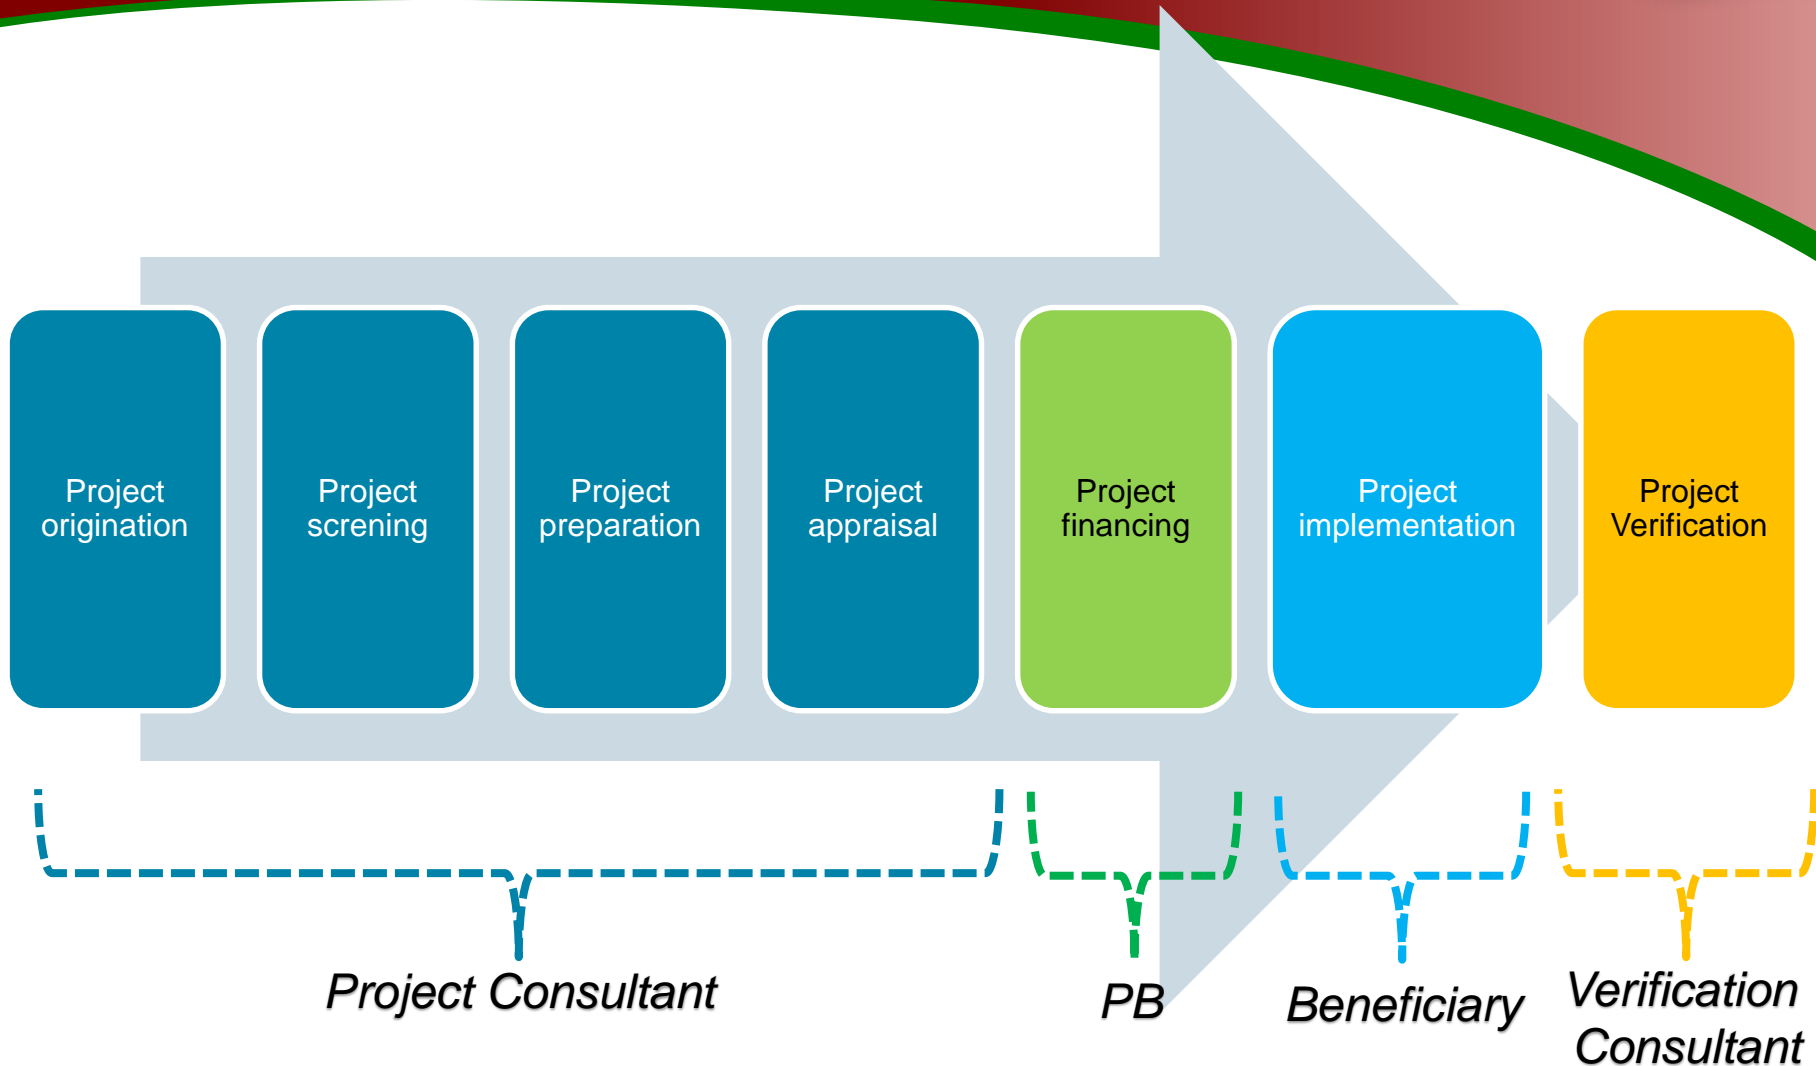 Project
origination
Project
screning
Project
preparation
Project
appraisal
Project
financing
Project
implementation
Project
Verification
Project Consultant
PB
Beneficiary
Verification
Consultant